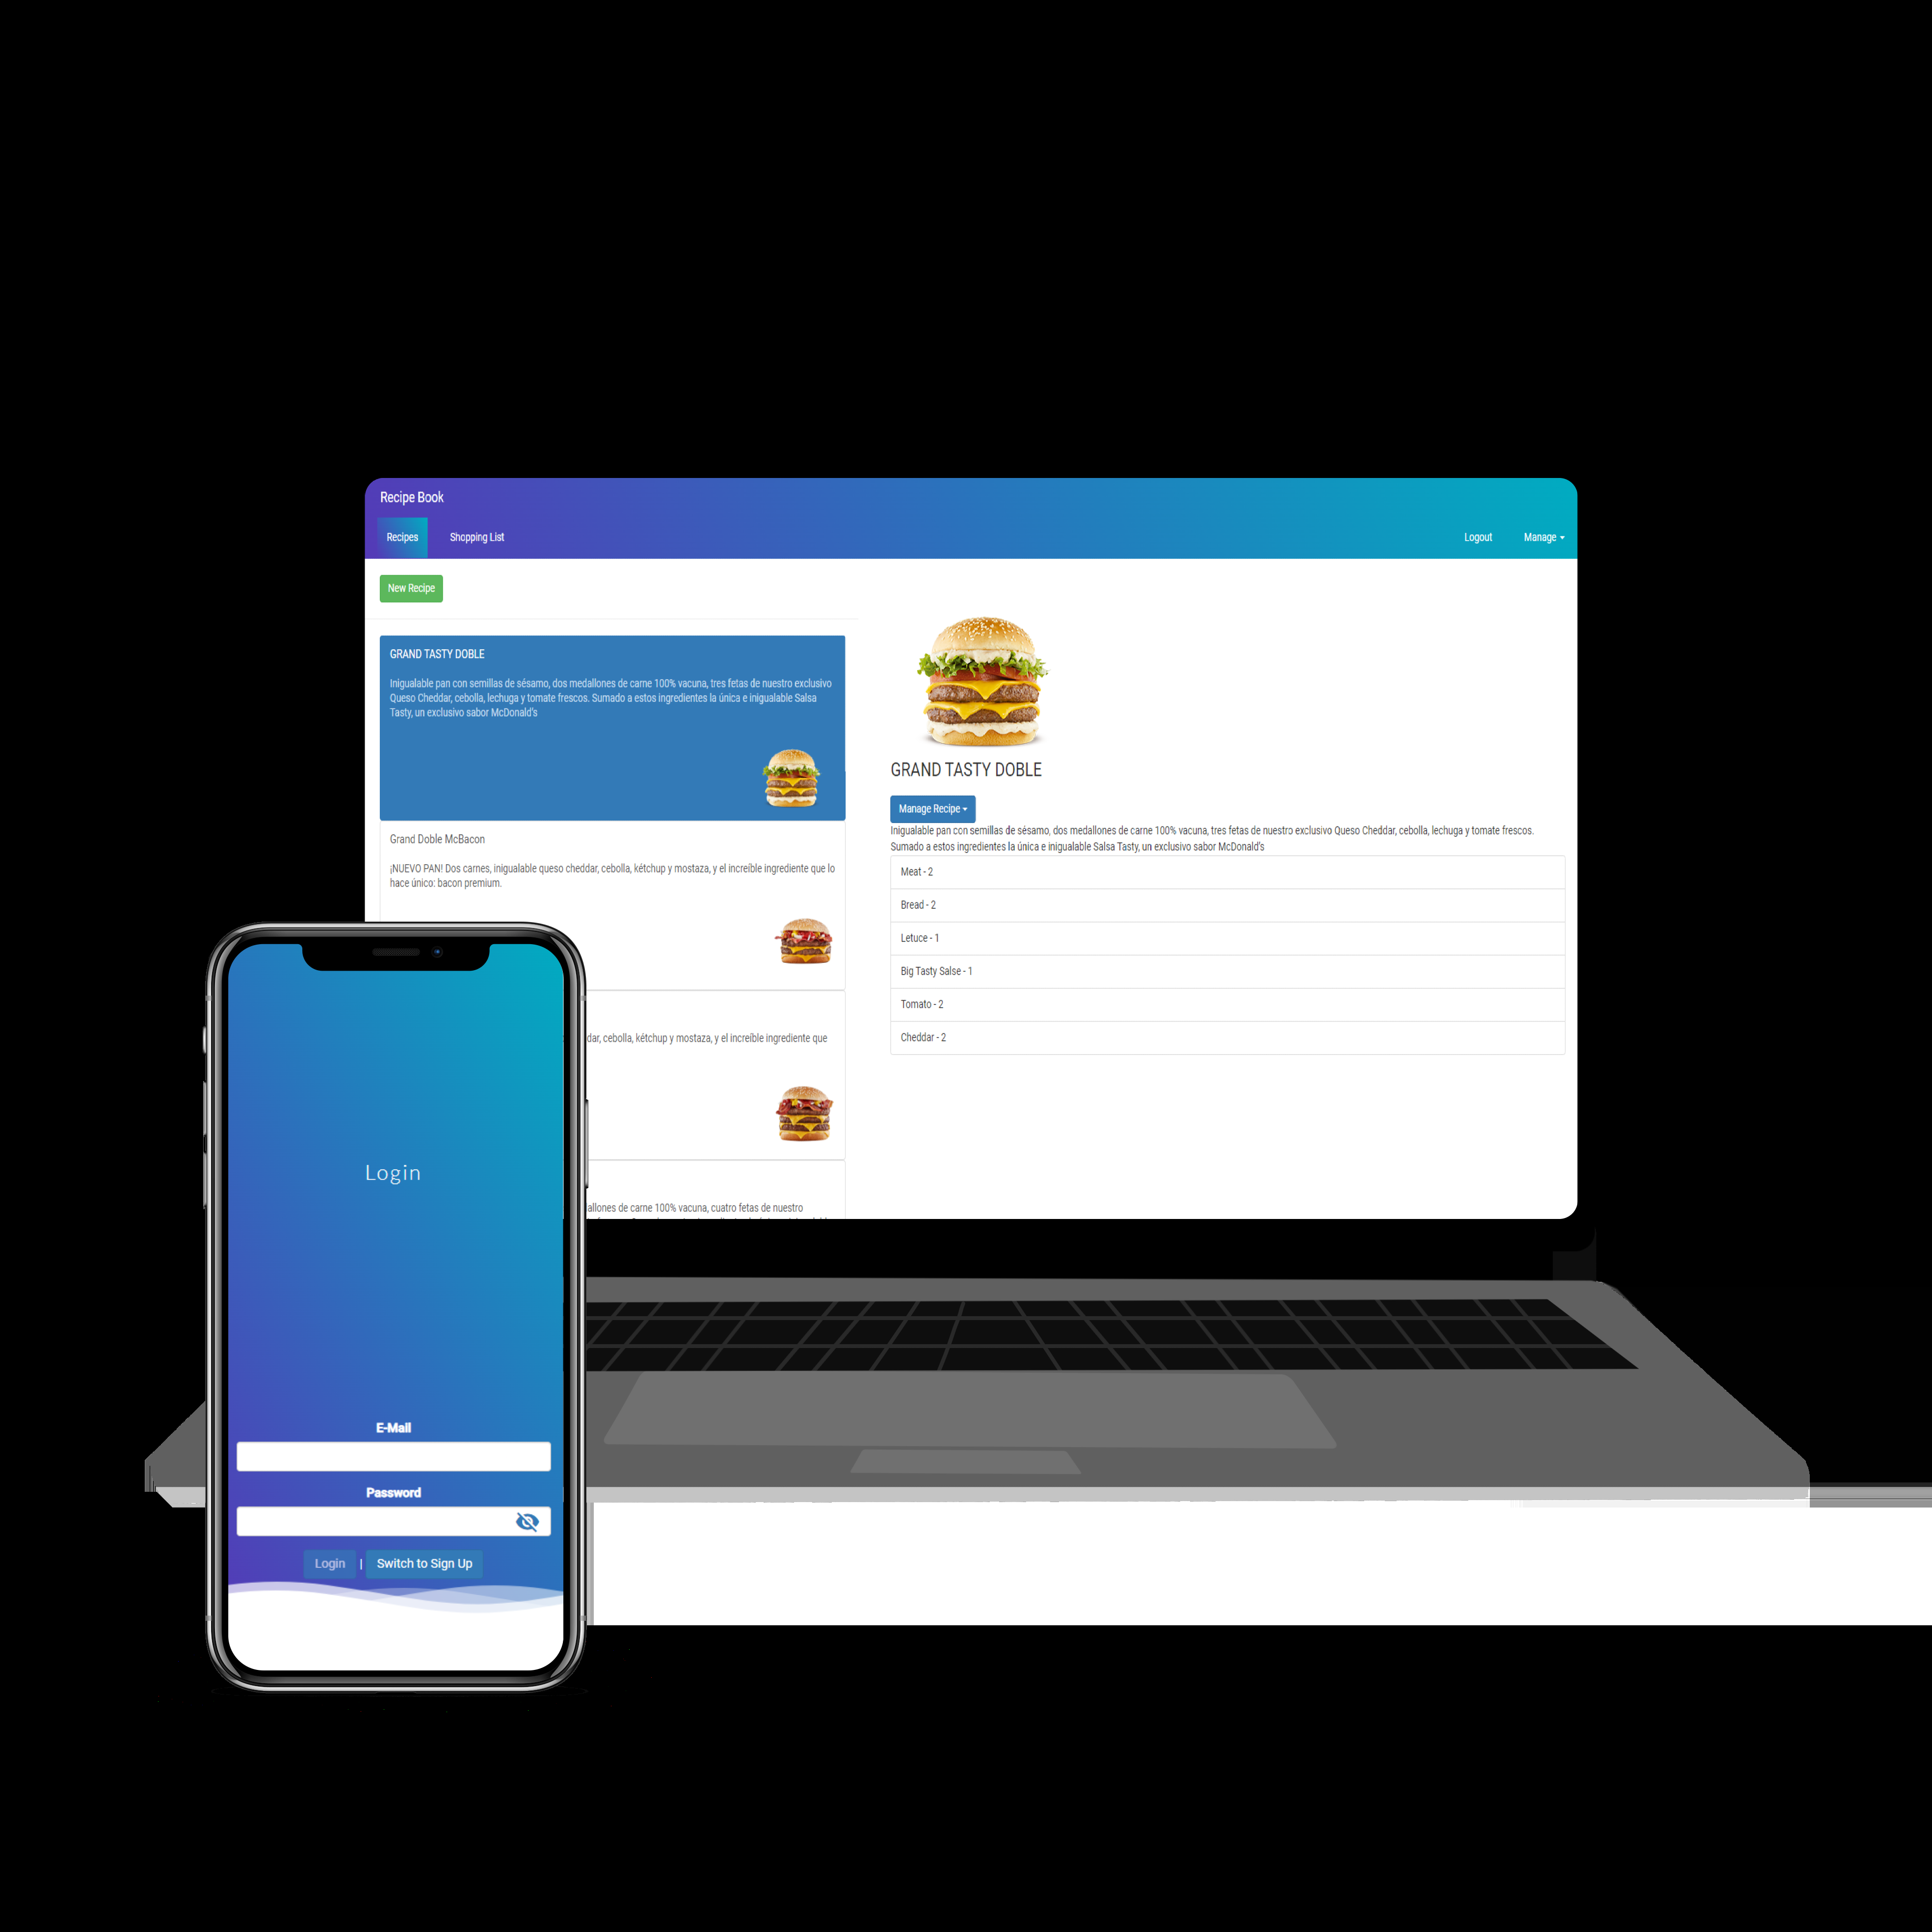 Recipe Book
Recipes
Shopping List
Logout
Manage
New Recipe
GRAND TASTY DOBLE
Inigualable pan con semillas de sésamo, dos medallones de carne 100% vacuna, tres fetas de nuestro exclusivo
Queso Cheddar, cebolla, lechuga y tomate frescos. Sumado a estos ingredientes la única e inigualable Salsa
Tasty, un exclusivo sabor McDonald's
Grand Doble McBacon
¡NUEVO PAN! Dos carnes, inigualable queso cheddar, cebolla, kétchup y mostaza, y el increíble ingrediente que lo
hace único: bacon premium.
dar, cebolla, kétchup y mostaza, y el increíble ingrediente que
allones de carne 100% vacuna, cuatro fetas de nuestro
GRAND TASTY DOBLE
Manage Recipe
Inigualable pan con semillas de sésamo, dos medallones de carne 100% vacuna, tres fetas de nuestro exclusivo Queso Cheddar, cebolla, lechuga y tomate frescos.
Sumado a estos ingredientes la única e inigualable Salsa Tasty, un exclusivo sabor McDonald's
Meat - 2
Bread - 2
Letuce - 1
Big Tasty Salse - 1
Tomato - 2
Cheddar - 2
Login
E-Mail
Password
Login | Switch to Sign Up